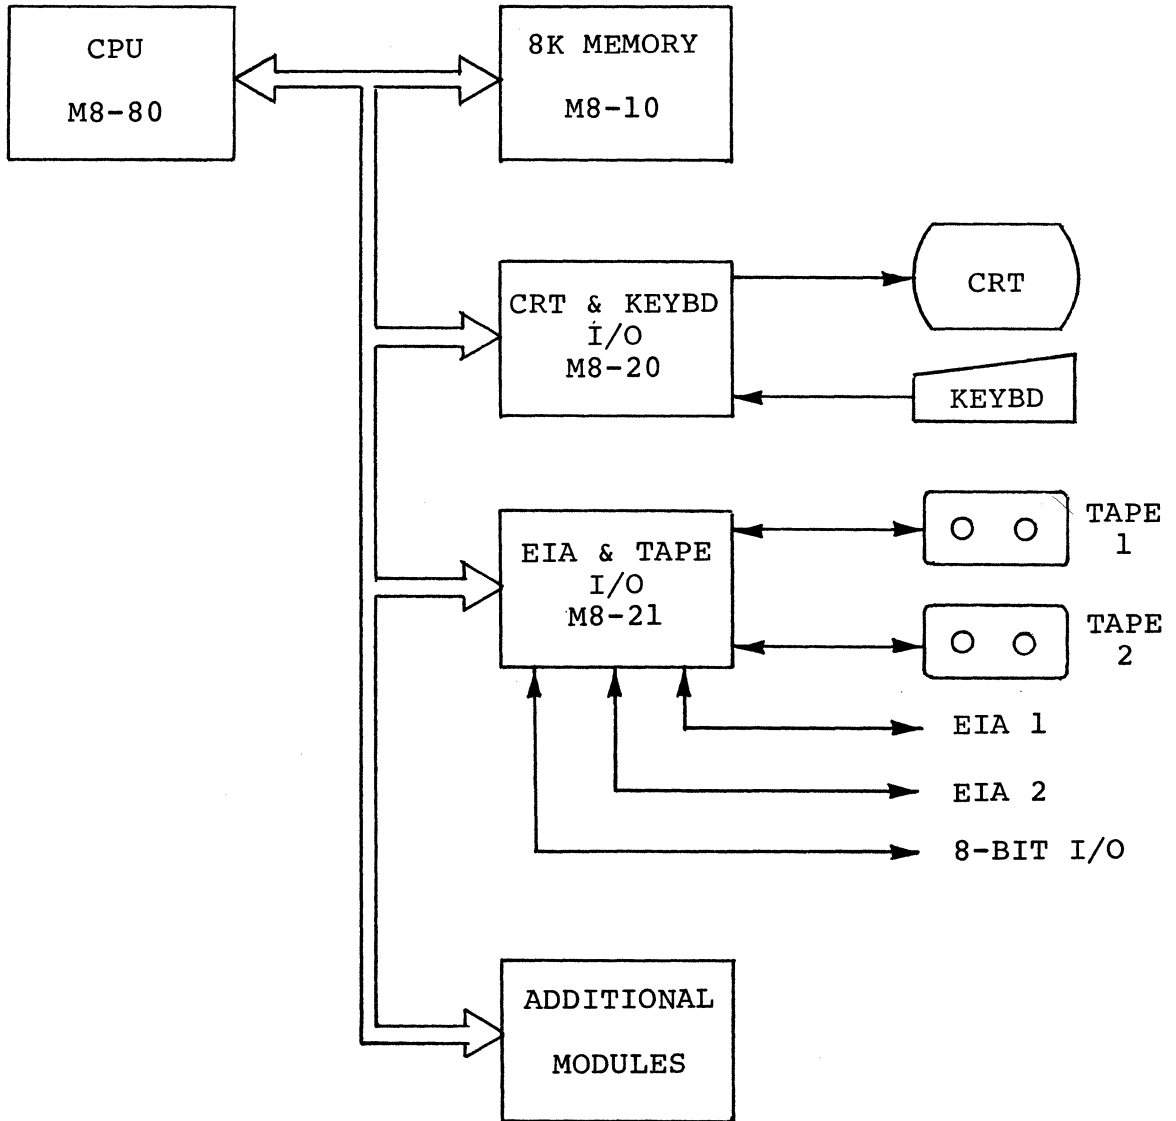 CPU
M8-80
8K MEMORY
M8-10
CRT & KEYBD
I/O
M8-20
CRT
KEYBD
EIA & TAPE
I/O
M8-21
TAPE
1
TAPE
2
EIA 1
EIA 2
8-BIT I/O
ADDITIONAL
MODULES